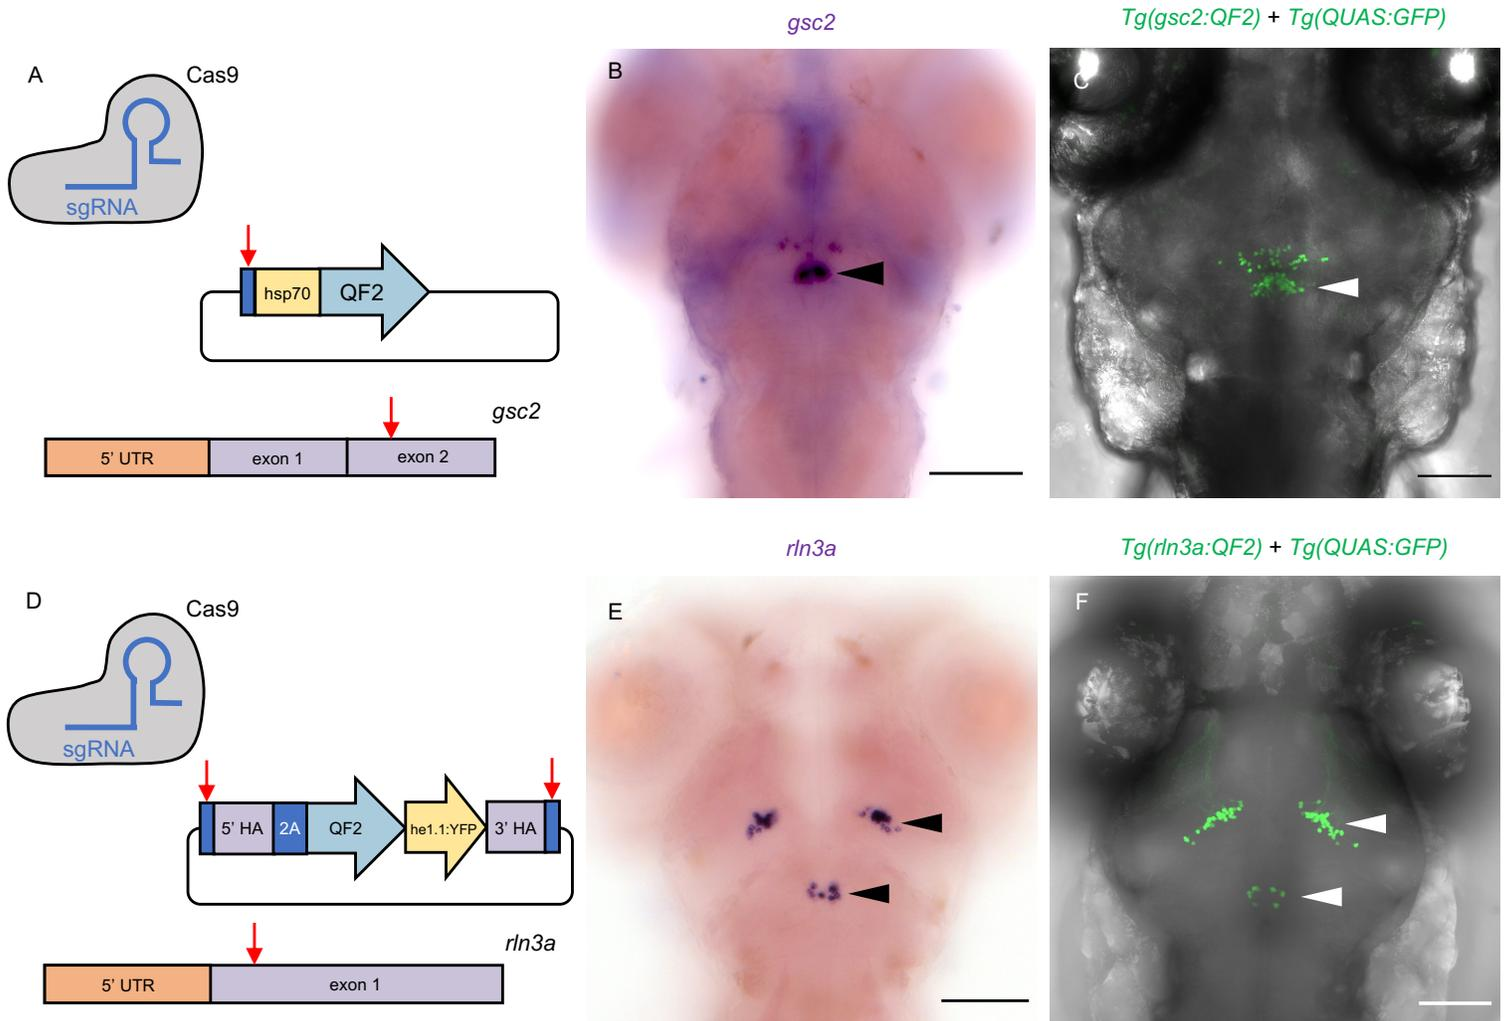 gsc2
Tg(gsc2:QF2) + Tg(QUAS:GFP)
A
Cas9
sgRNA
hsp70
QF2
gsc2
5’ UTR
exon 1
exon 2
B
C
rln3a
Tg(rln3a:QF2) + Tg(QUAS:GFP)
D
Cas9
sgRNA
5’ HA
2A
QF2
he1.1:YFP
3’ HA
rln3a
5’ UTR
exon 1
E
F